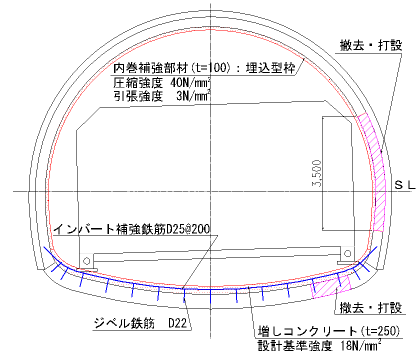 撤去・打設
内巻補強部材(t=100)：埋込型枠
圧縮強度 40N/mm²
引張強度 3N/mm²
3,500
SL
インバート補強鉄筋D25@200
撤去・打設
ジベル鉄筋 D22
増しコンクリート(t=250)
設計基準強度 18N/mm²